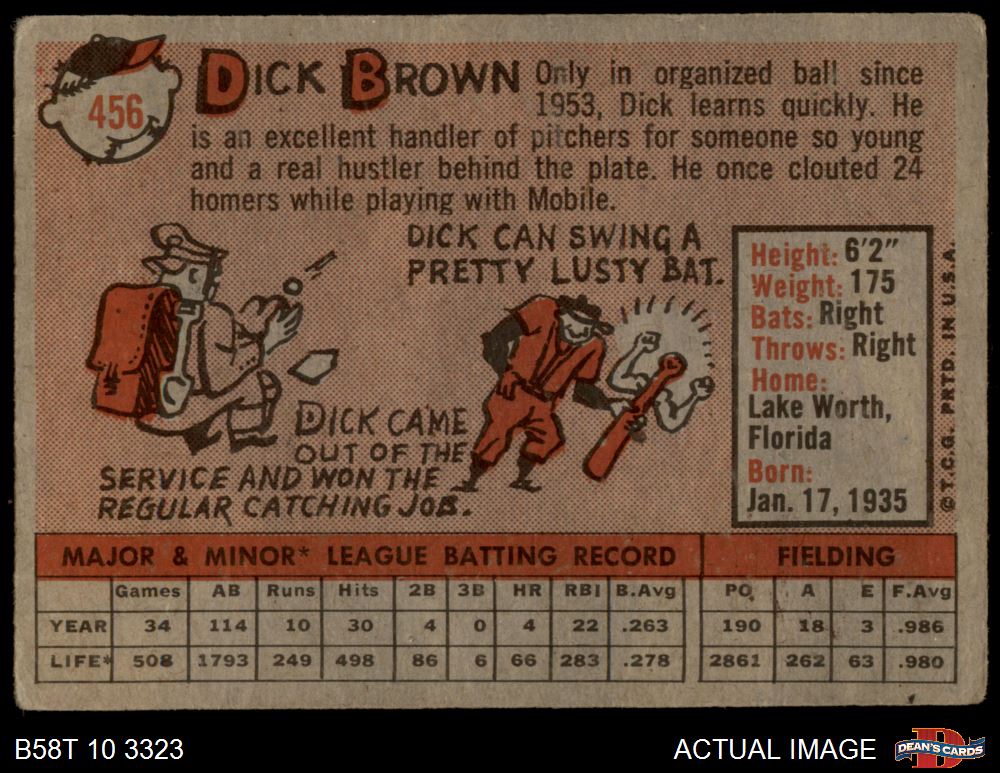 456
DICK BROWN
Only in organized ball since
1953, Dick learns quickly. He
is an excellent handler of pitchers for someone so young
and a real hustler behind the plate. He once clouted 24
homers while playing with Mobile.
DICK CAN SWING A
PRETTY LUSTY BAT.
DICK CAME
OUT OF THE
SERVICE AND WON THE
REGULAR CATCHING JOB.
Height: 6'2"
Weight: 175
Bats: Right
Throws: Right
Home:
Lake Worth,
Florida
Born:
Jan. 17, 1935
© T.C.G. PRTD. IN U.S.A.
MAJOR & MINOR* LEAGUE BATTING RECORD FIELDING
Games AB Runs Hits 2B 3B HR RBI B.Avg PO A E F.Avg
YEAR 34 114 10 30 4 0 4 22 .263 190 18 3 .986
LIFE* 508 1793 249 498 86 6 66 283 .278 2861 262 63 .980
B58T 10 3323
ACTUAL IMAGE
D
DEAN'S CARDS